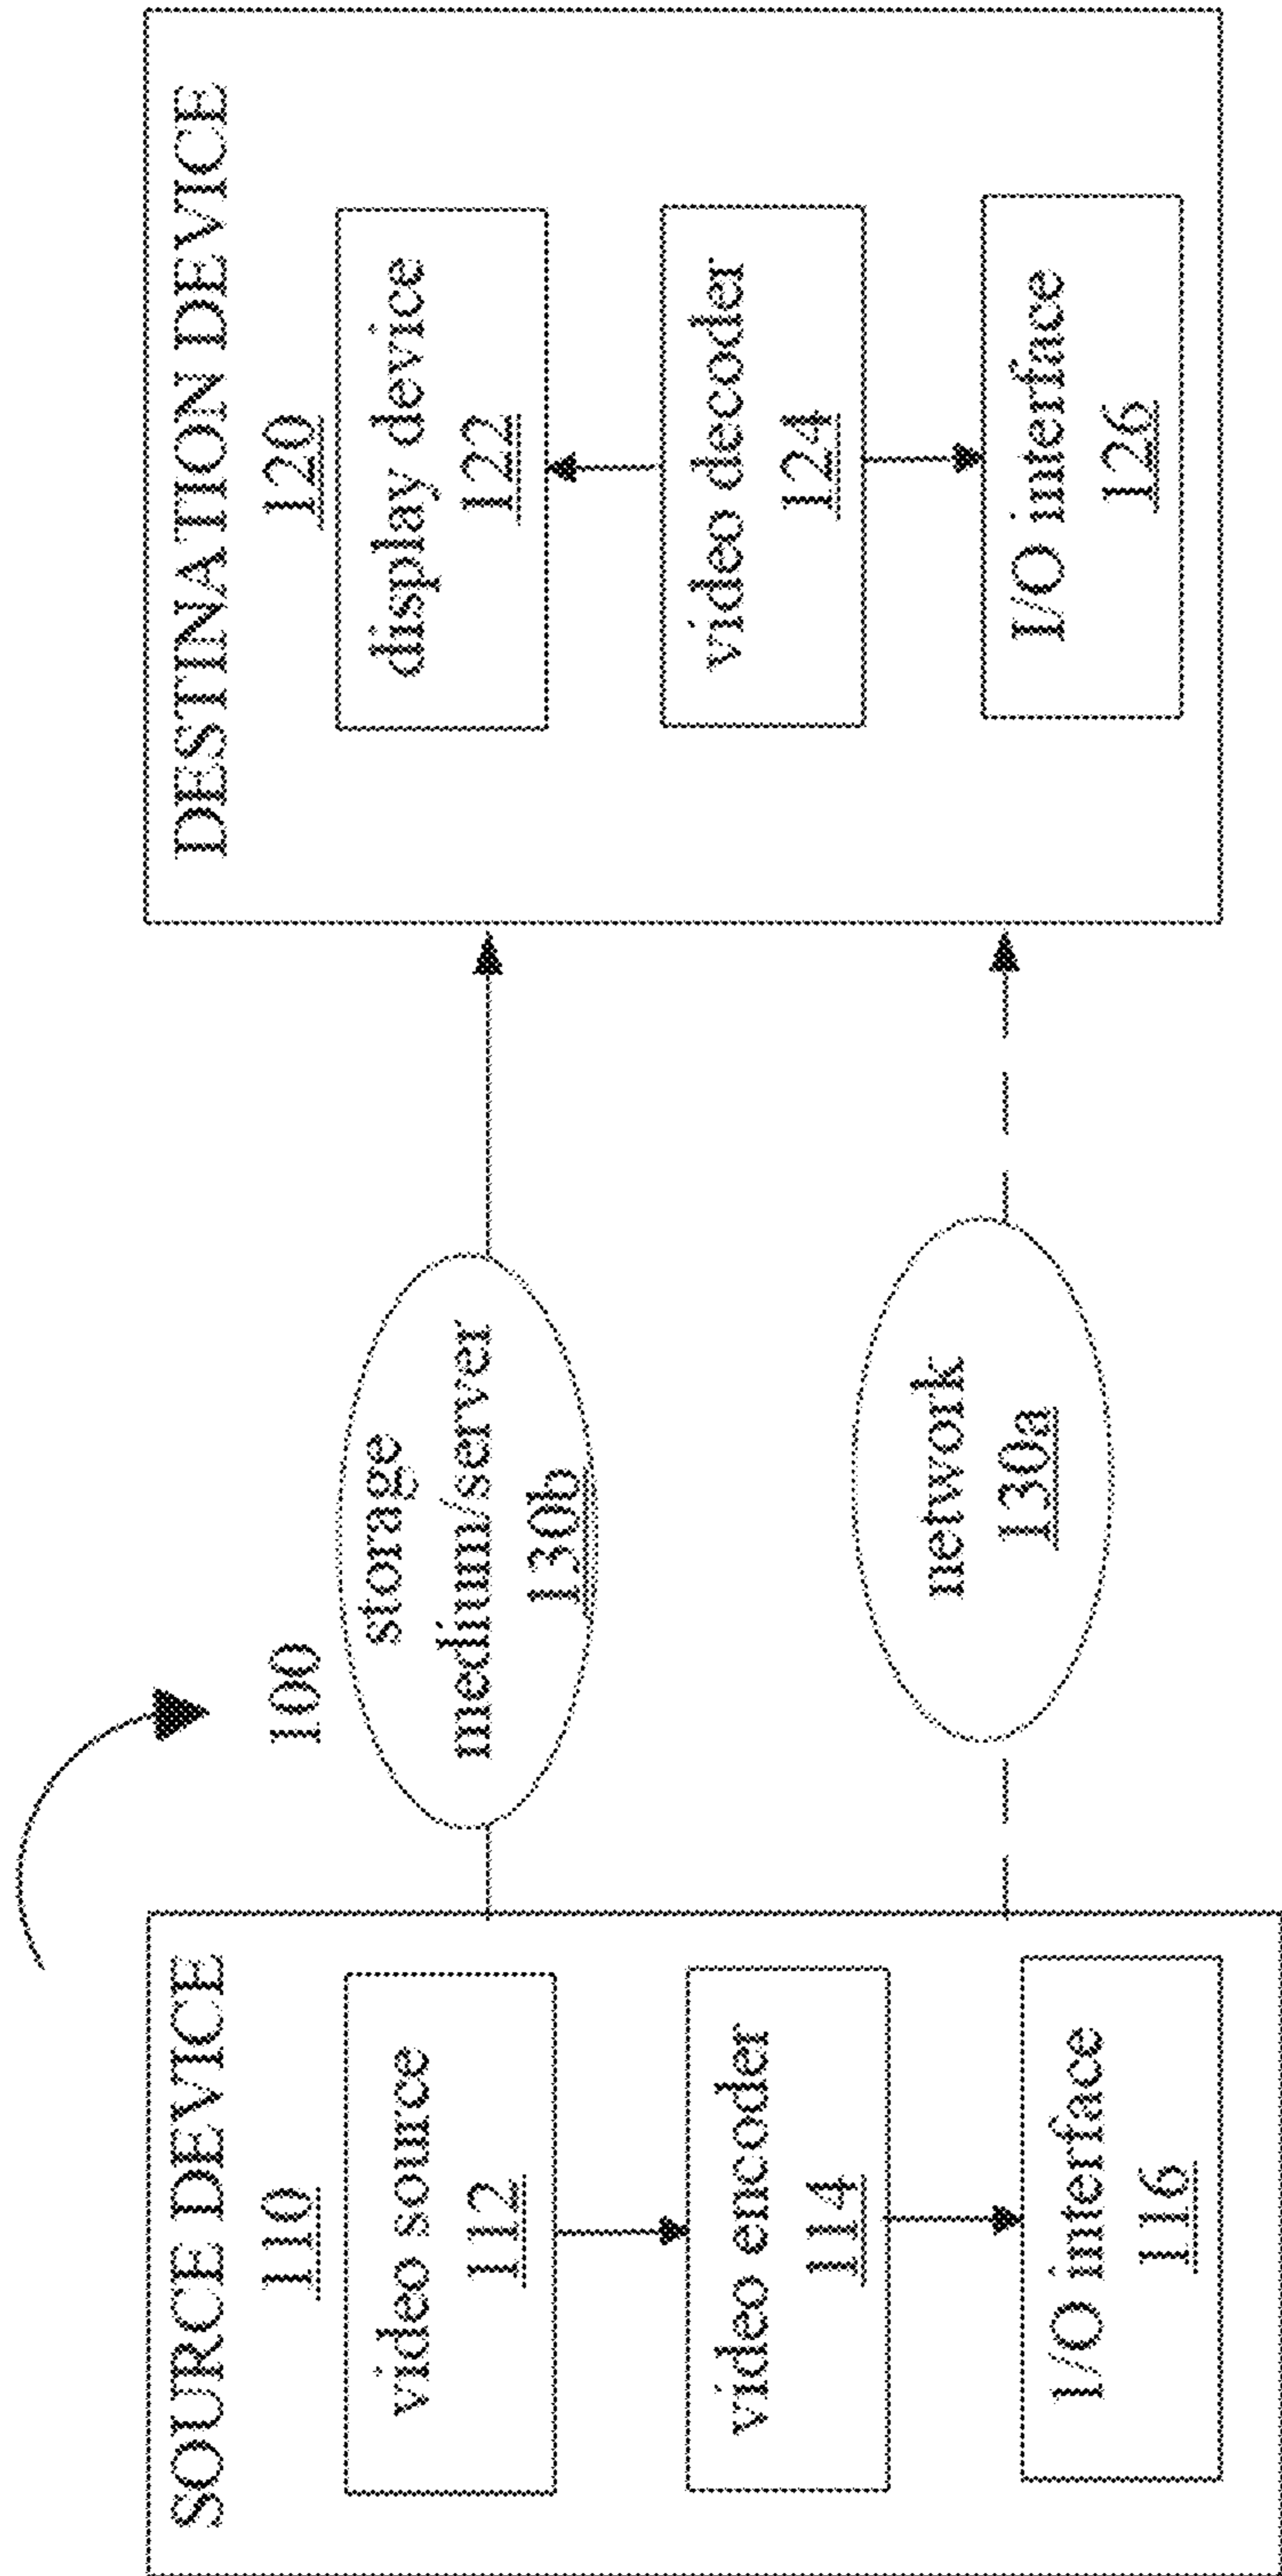 100
SOURCE DEVICE
110
video source
112
video encoder
114
I/O interface
116
storage
medium/server
130b
network
130a
DESTINATION DEVICE
120
display device
122
video decoder
124
I/O interface
126